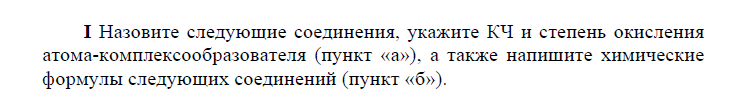 I Назовите следующие соединения, укажите КЧ и степень окисления
атома-комплексообразователя (пункт «а»), а также напишите химические
формулы следующих соединений (пункт «б»).